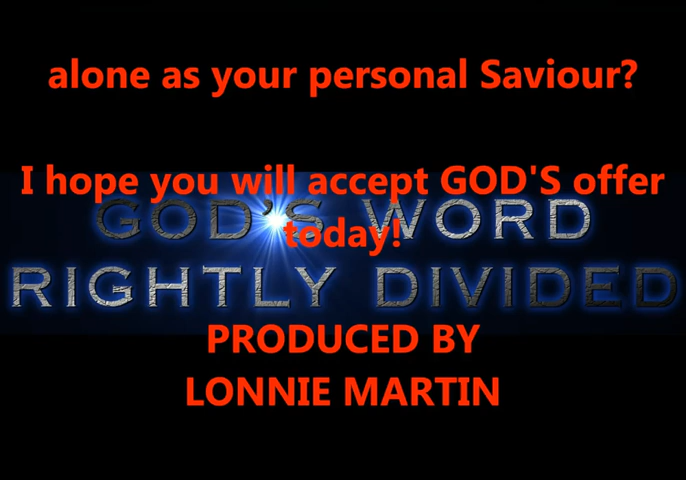 alone as your personal Saviour?
I hope you will accept GOD'S offer
GOD'S WORD
today!
RIGHTLY DIVIDED
PRODUCED BY
LONNIE MARTIN